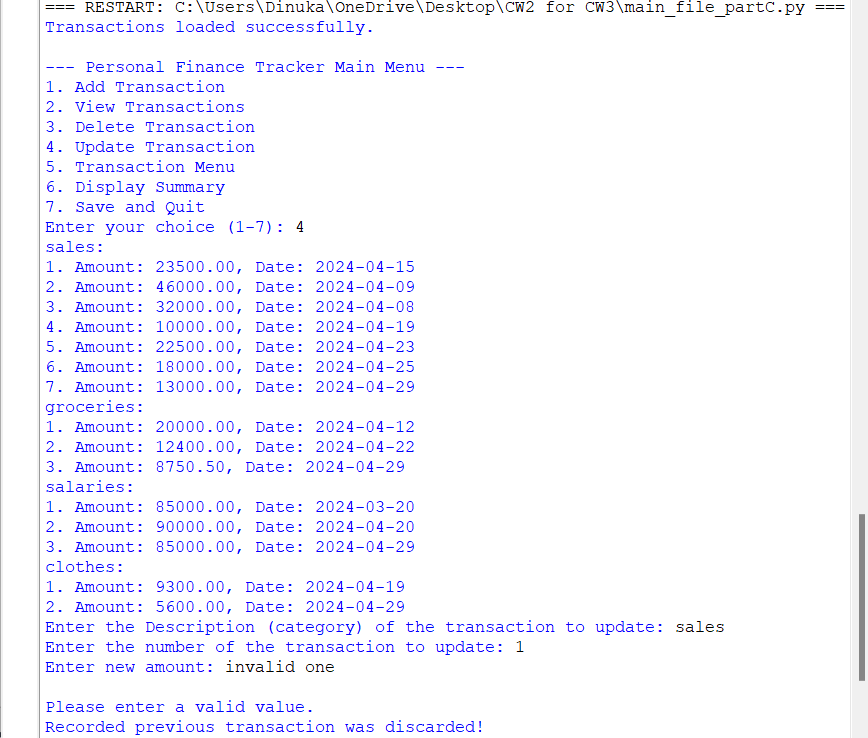 === RESTART: C:\Users\Dinuka\OneDrive\Desktop\CW2 for CW3\main_file_partC.py ===
Transactions loaded successfully.

--- Personal Finance Tracker Main Menu ---
1. Add Transaction
2. View Transactions
3. Delete Transaction
4. Update Transaction
5. Transaction Menu
6. Display Summary
7. Save and Quit
Enter your choice (1-7): 4
sales:
1. Amount: 23500.00, Date: 2024-04-15
2. Amount: 46000.00, Date: 2024-04-09
3. Amount: 32000.00, Date: 2024-04-08
4. Amount: 10000.00, Date: 2024-04-19
5. Amount: 22500.00, Date: 2024-04-23
6. Amount: 18000.00, Date: 2024-04-25
7. Amount: 13000.00, Date: 2024-04-29
groceries:
1. Amount: 20000.00, Date: 2024-04-12
2. Amount: 12400.00, Date: 2024-04-22
3. Amount: 8750.50, Date: 2024-04-29
salaries:
1. Amount: 85000.00, Date: 2024-03-20
2. Amount: 90000.00, Date: 2024-04-20
3. Amount: 85000.00, Date: 2024-04-29
clothes:
1. Amount: 9300.00, Date: 2024-04-19
2. Amount: 5600.00, Date: 2024-04-29
Enter the Description (category) of the transaction to update: sales
Enter the number of the transaction to update: 1
Enter new amount: invalid one

Please enter a valid value.
Recorded previous transaction was discarded!